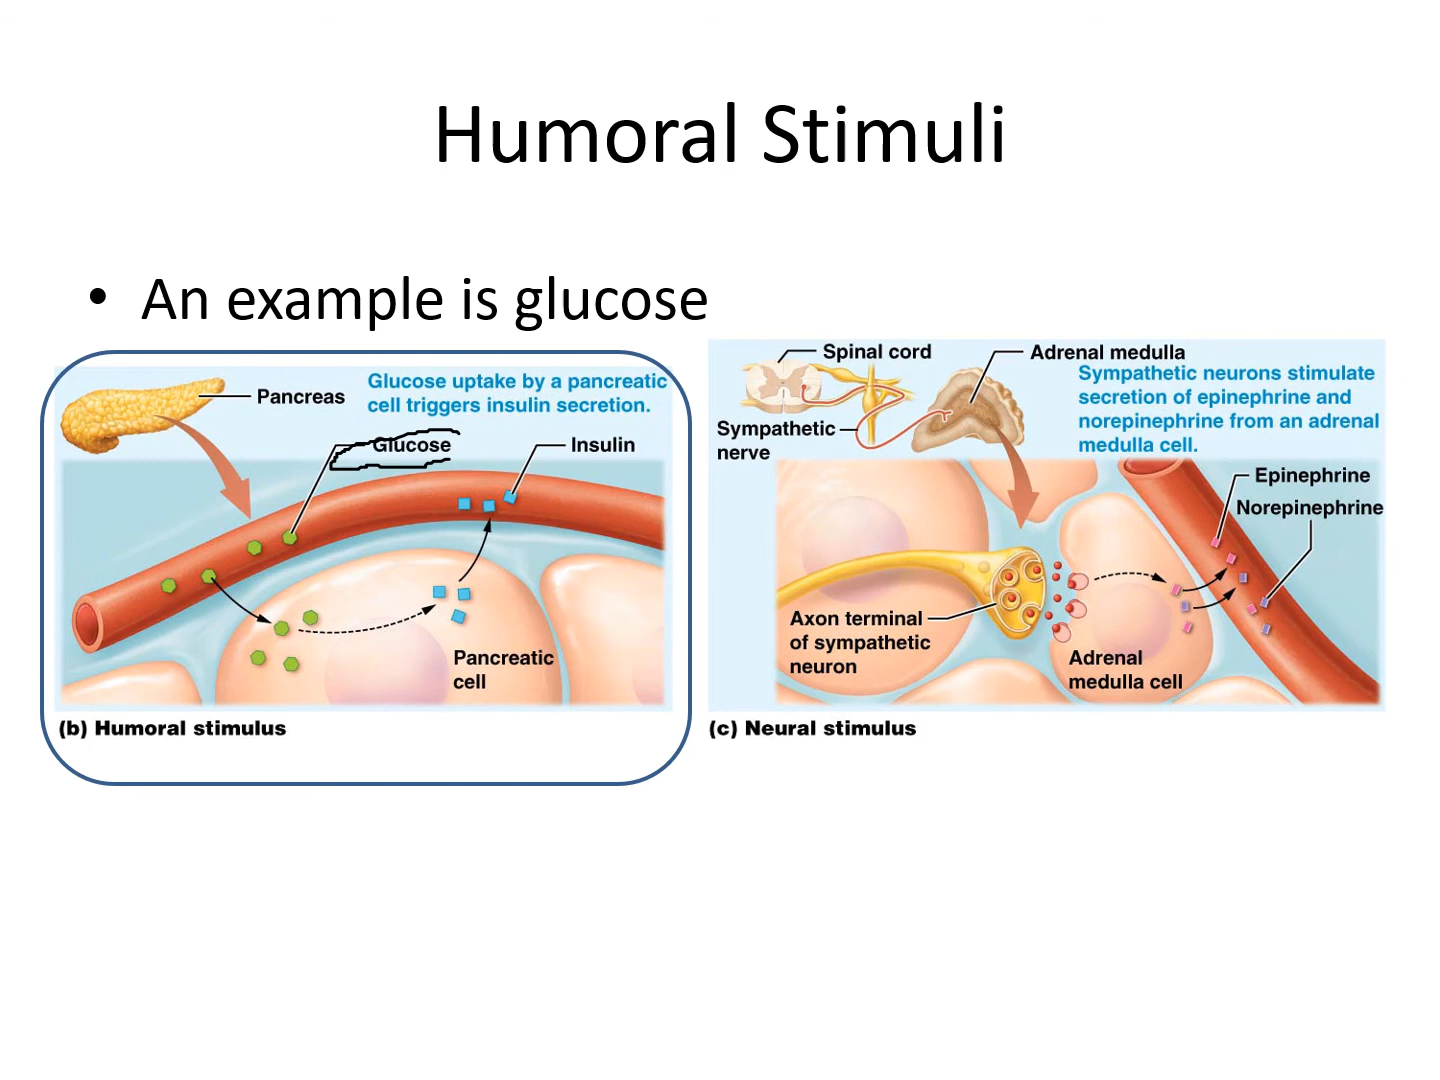 Humoral Stimuli
• An example is glucose
Pancreas
Glucose uptake by a pancreatic
cell triggers insulin secretion.
Glucose
Insulin
Pancreatic
cell
(b) Humoral stimulus
Spinal cord
Adrenal medulla
Sympathetic neurons stimulate
secretion of epinephrine and
norepinephrine from an adrenal
medulla cell.
Sympathetic
nerve
Epinephrine
Norepinephrine
Axon terminal
of sympathetic
neuron
Adrenal
medulla cell
(c) Neural stimulus